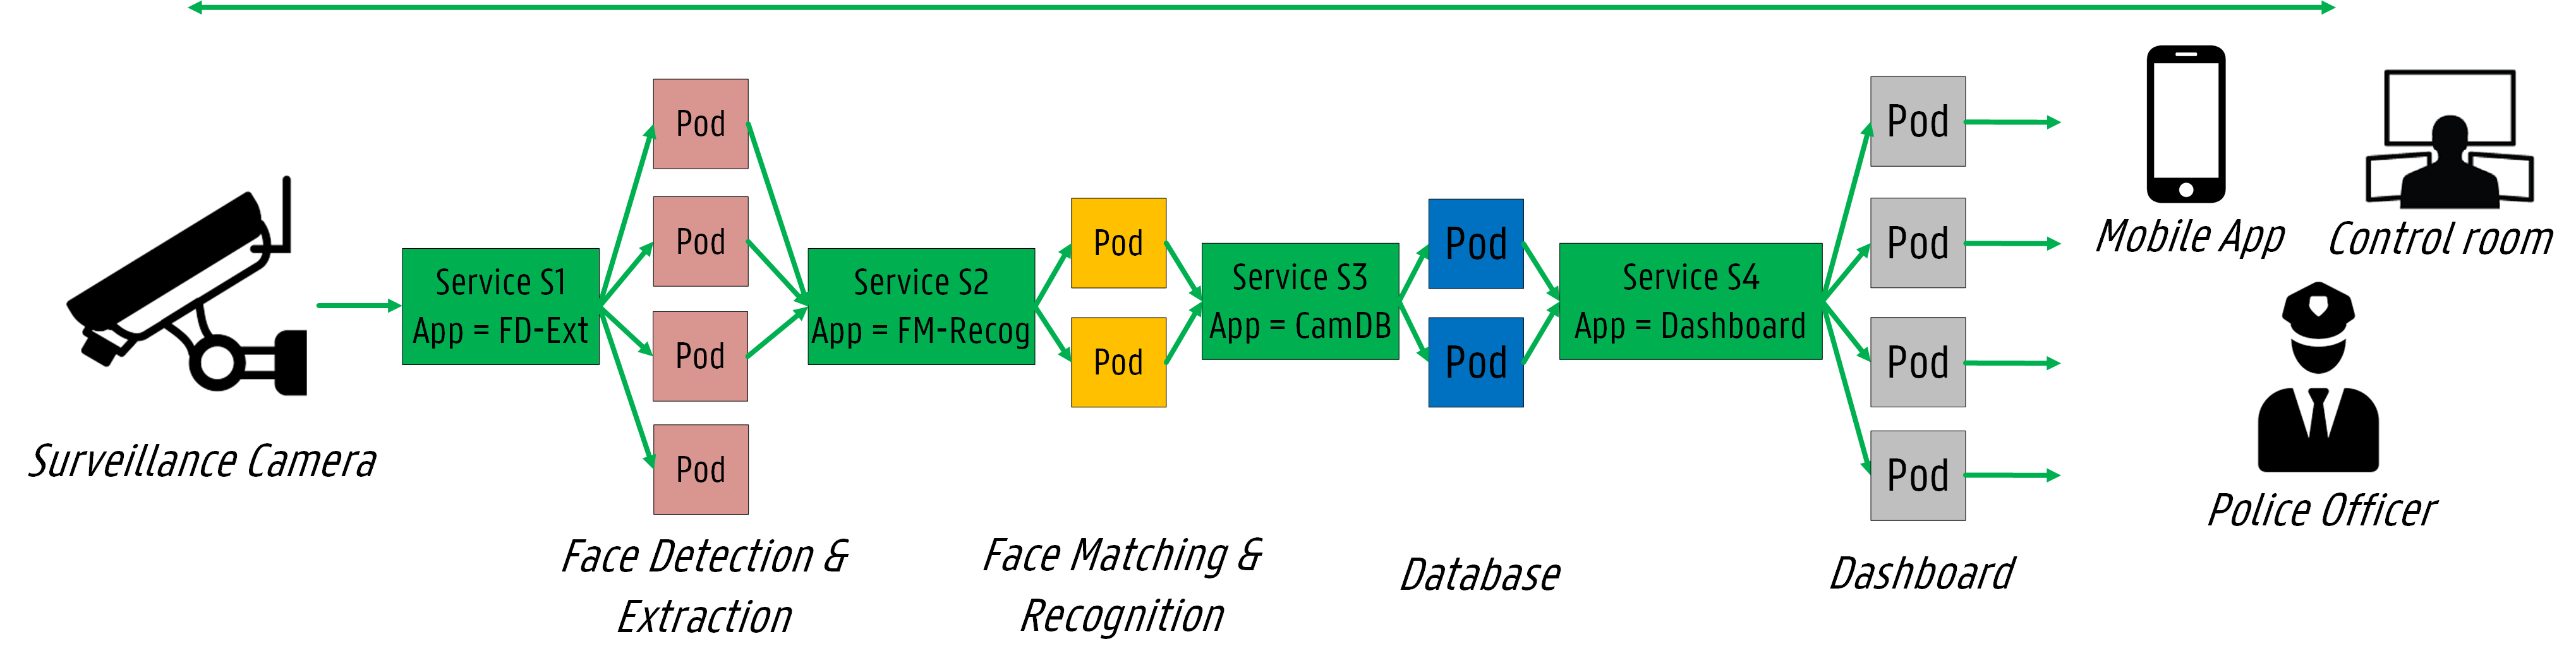 Surveillance Camera
Service S1
App = FD-Ext
Pod
Pod
Pod
Pod
Face Detection &
Extraction
Service S2
App = FM-Recog
Pod
Pod
Face Matching &
Recognition
Service S3
App = CamDB
Pod
Pod
Database
Service S4
App = Dashboard
Pod
Pod
Pod
Pod
Dashboard
Mobile App
Control room
Police Officer